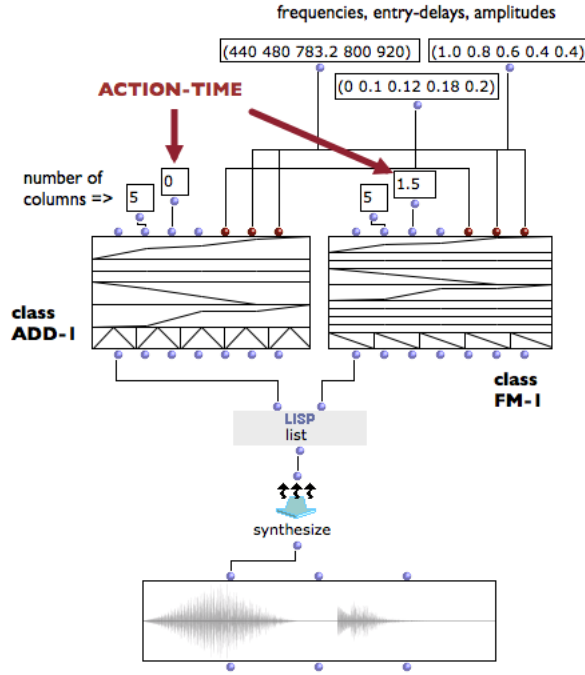 frequencies, entry-delays, amplitudes
(440 480 783.2 800 920)
(1.0 0.8 0.6 0.4 0.4)
ACTION-TIME
(0 0.1 0.12 0.18 0.2)
number of
columns =>
5
0
5
1.5
class
ADD-1
class
FM-1
LISP
list
synthesize